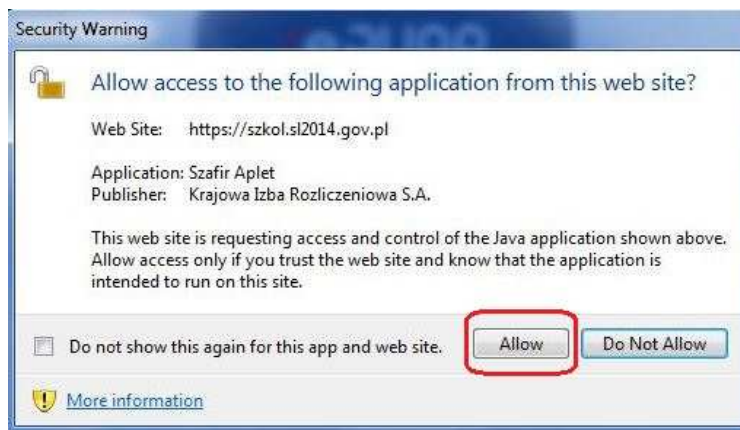 Security Warning
Allow access to the following application from this web site?
Web Site: https://szkol.sl2014.gov.pl
Application: Szafir Aplet
Publisher: Krajowa Izba Rozliczeniowa S.A.
This web site is requesting access and control of the Java application shown above.
Allow access only if you trust the web site and know that the application is
intended to run on this site.
Do not show this again for this app and web site. Allow Do Not Allow
More information